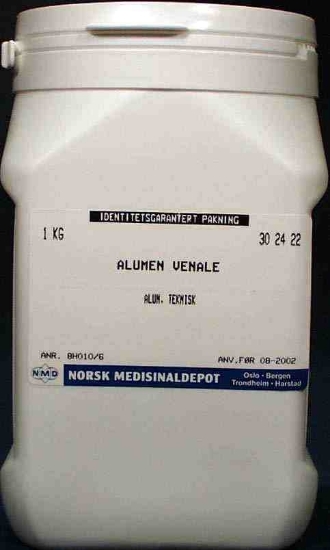 IDENTITETSGARANTERT PAKNING
1 KG 30 24 22
ALUMEN VENALE
ALUN. TEKNISK
ANR. BH010/6 ANV.FØR 08-2002
NMD NORSK MEDISINALDEPOT Oslo · Bergen
Trondheim · Harstad